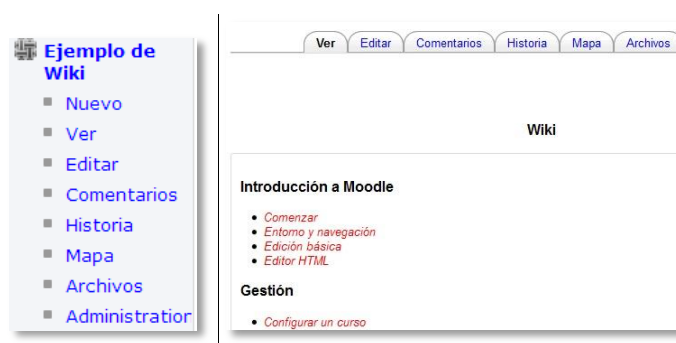 Ejemplo de
Wiki
Nuevo
Ver
Editar
Comentarios
Historia
Mapa
Archivos
Administration
Ver Editar Comentarios Historia Mapa Archivos
Wiki
Introducción a Moodle
Comenzar
Entorno y navegación
Edición básica
Editor HTML
Gestión
Configurar un curso